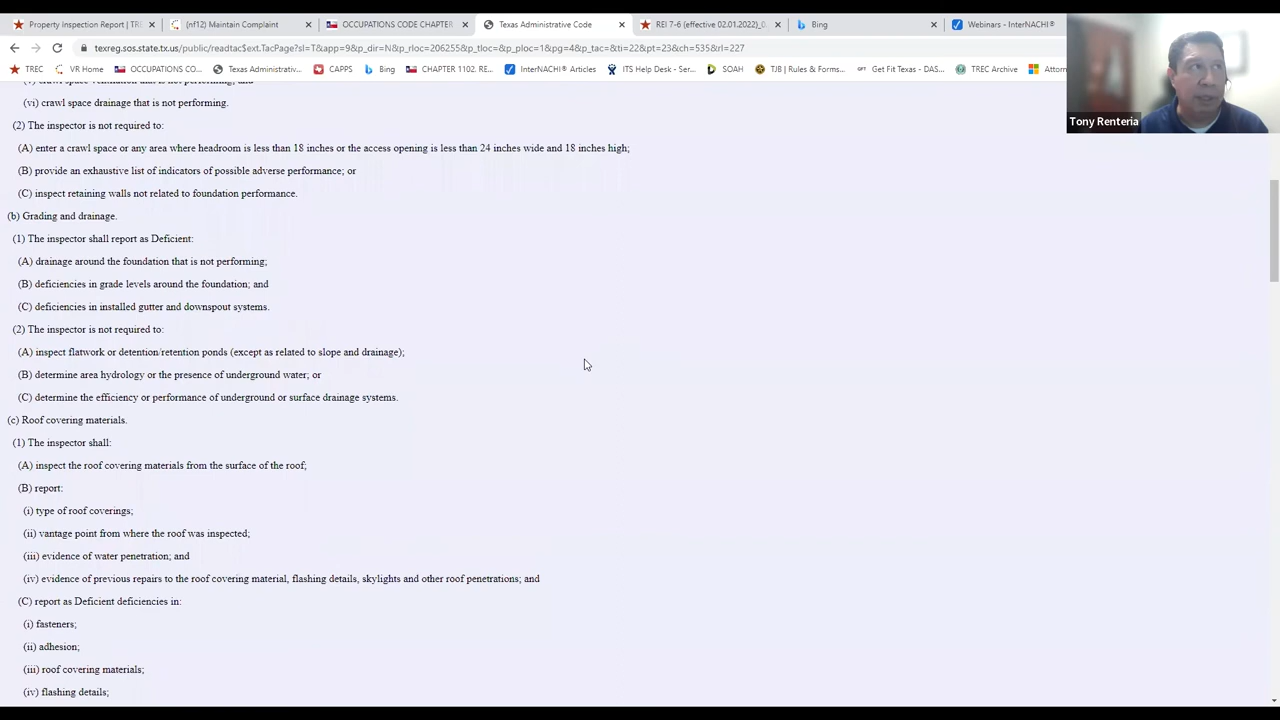 Property Inspection Report | TRE
(nf12) Maintain Complaint
OCCUPATIONS CODE CHAPTER
Texas Administrative Code
REI 7-6 (effective 02.01.2022)_0
Bing
Webinars - InterNACHI®
texreg.sos.state.tx.us/public/readtac$ext.TacPage?sl=T&app=9&p_dir=N&p_rloc=206255&p_tloc=&p_ploc=1&pg=4&p_tac=&ti=22&pt=23&ch=535&rl=227
TREC
VR Home
OCCUPATIONS CO...
Texas Administrativ...
CAPPS
Bing
CHAPTER 1102. RE...
InterNACHI® Articles
ITS Help Desk - Ser...
SOAH
TJB | Rules & Forms...
Get Fit Texas - DAS...
TREC Archive
Attorn
(v) crawl space ventilation that is not performing; and
(vi) crawl space drainage that is not performing.
(2) The inspector is not required to:
(A) enter a crawl space or any area where headroom is less than 18 inches or the access opening is less than 24 inches wide and 18 inches high;
(B) provide an exhaustive list of indicators of possible adverse performance; or
(C) inspect retaining walls not related to foundation performance.
(b) Grading and drainage.
(1) The inspector shall report as Deficient:
(A) drainage around the foundation that is not performing;
(B) deficiencies in grade levels around the foundation; and
(C) deficiencies in installed gutter and downspout systems.
(2) The inspector is not required to:
(A) inspect flatwork or detention/retention ponds (except as related to slope and drainage);
(B) determine area hydrology or the presence of underground water; or
(C) determine the efficiency or performance of underground or surface drainage systems.
(c) Roof covering materials.
(1) The inspector shall:
(A) inspect the roof covering materials from the surface of the roof;
(B) report:
(i) type of roof coverings;
(ii) vantage point from where the roof was inspected;
(iii) evidence of water penetration; and
(iv) evidence of previous repairs to the roof covering material, flashing details, skylights and other roof penetrations; and
(C) report as Deficient deficiencies in:
(i) fasteners;
(ii) adhesion;
(iii) roof covering materials;
(iv) flashing details;
Tony Renteria